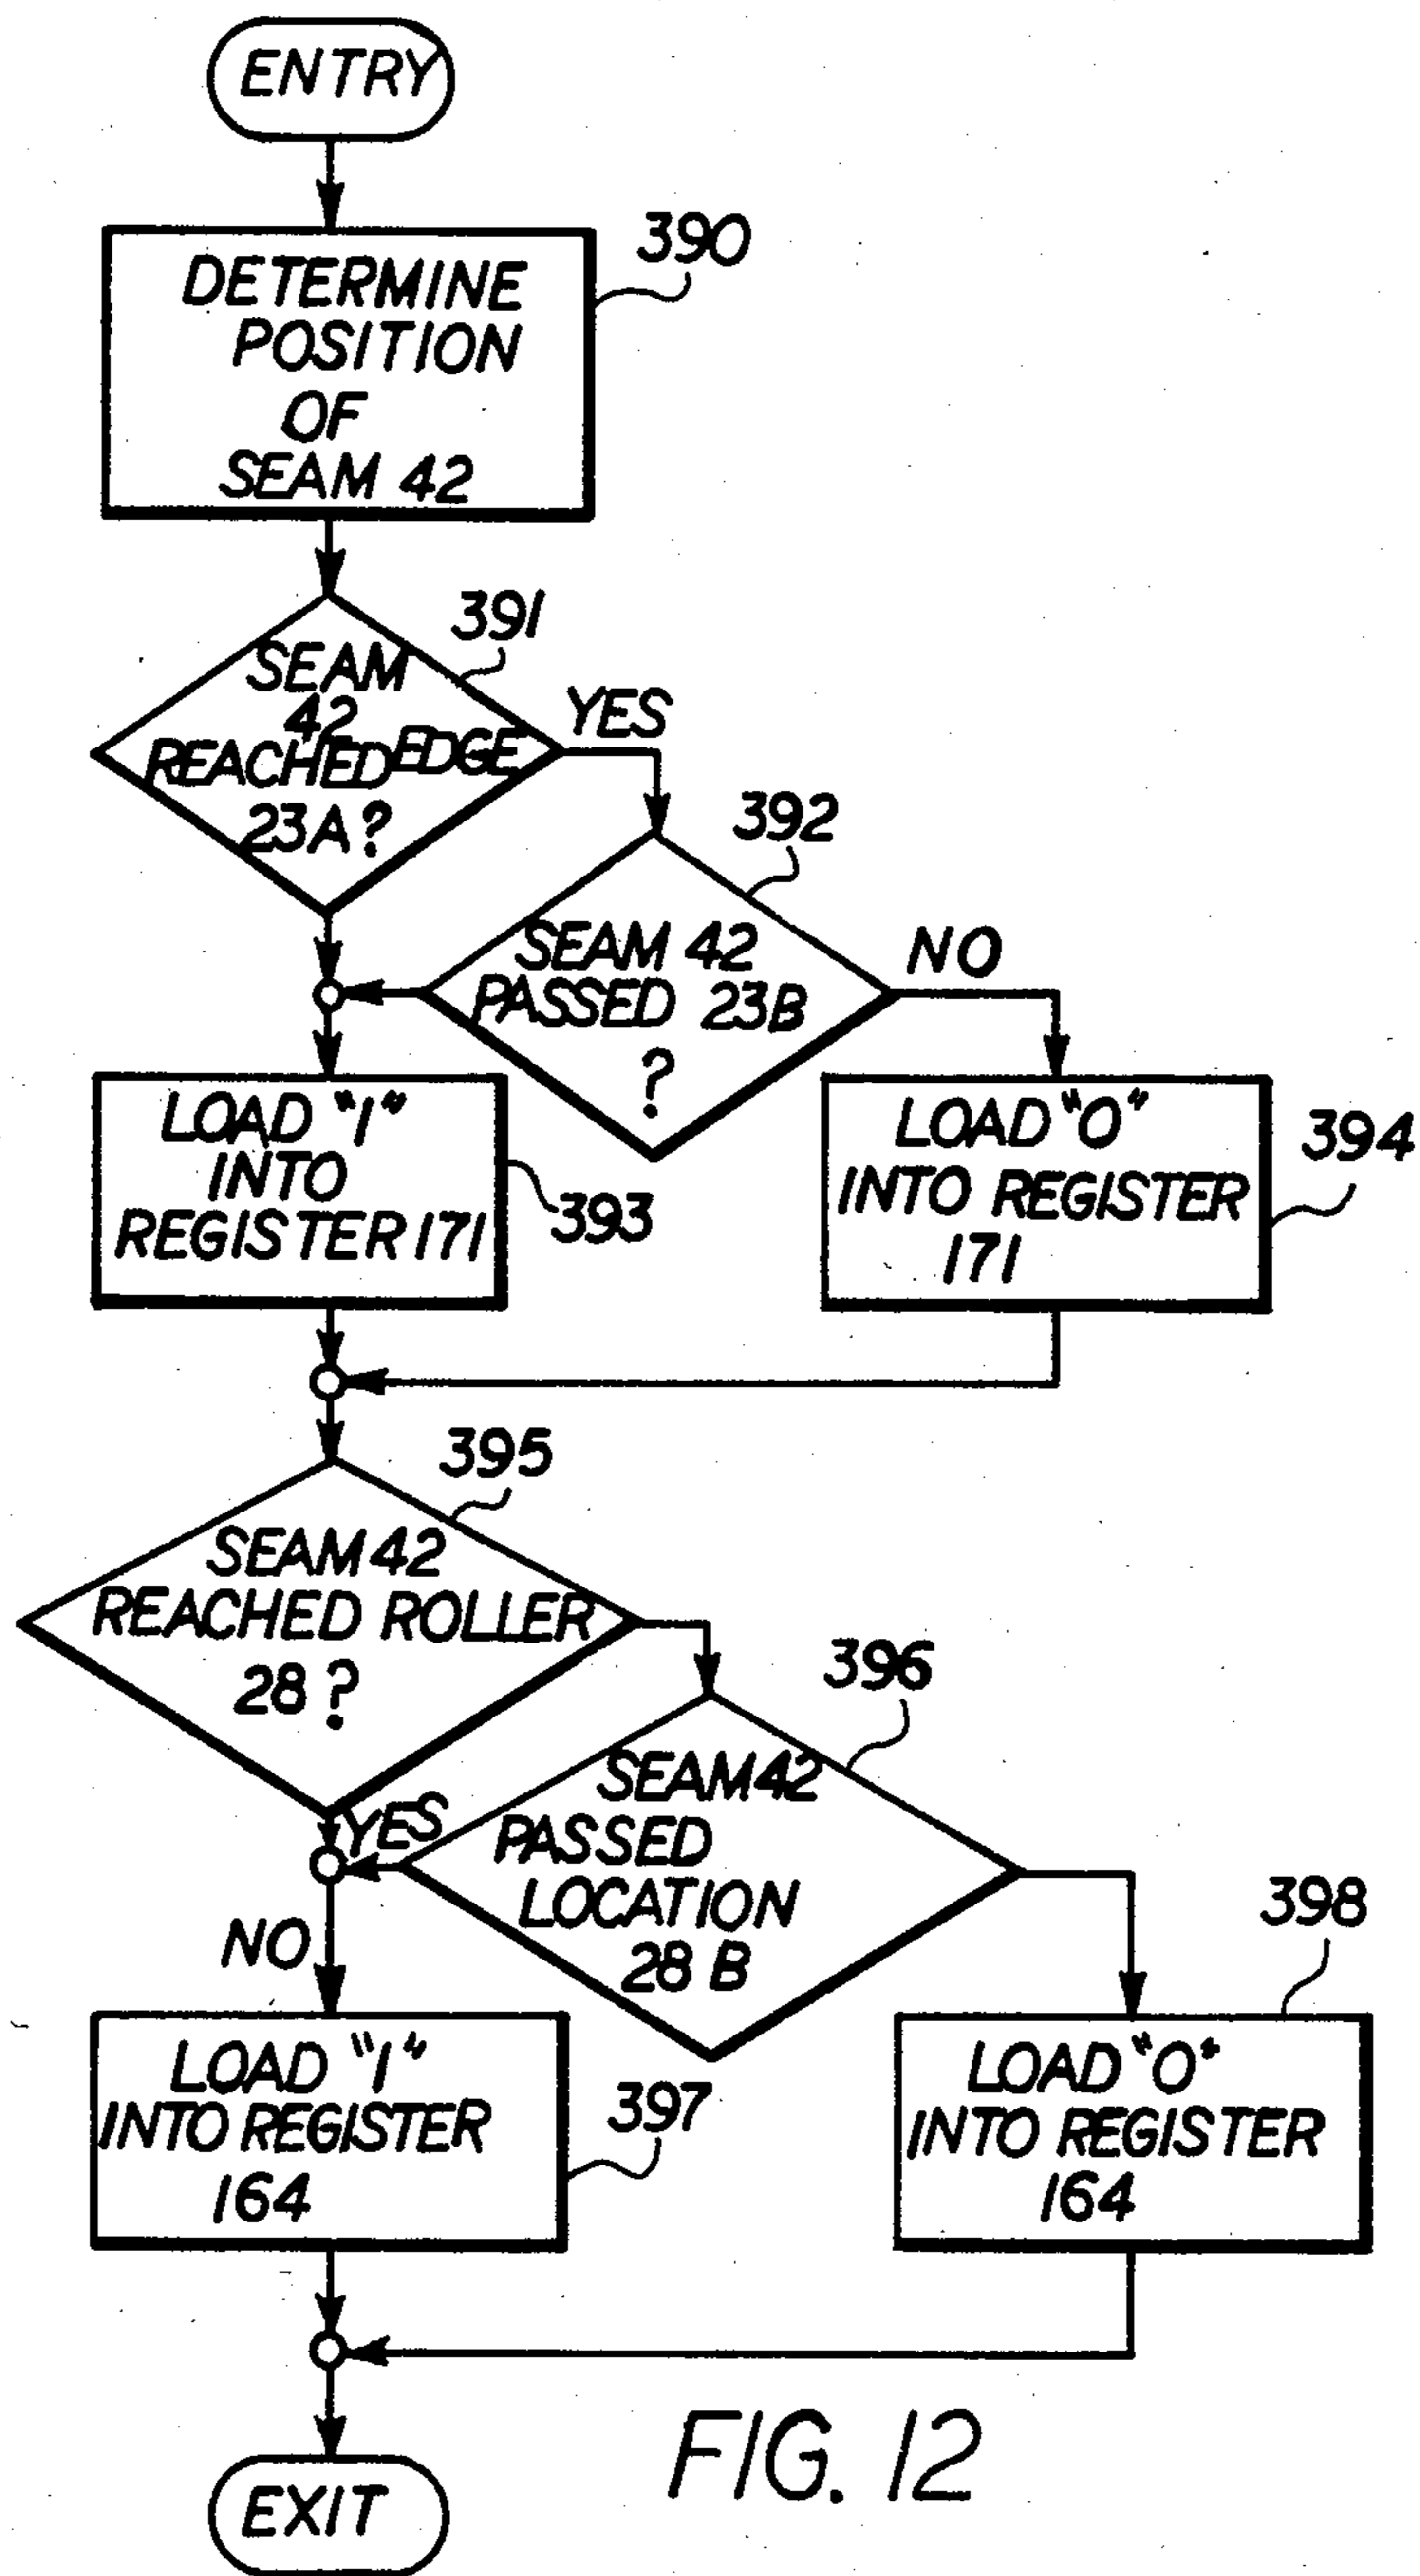 ENTRY
390
DETERMINE
POSITION
OF
SEAM 42
391
SEAM
42
REACHED EDGE
23A?
YES
392
SEAM 42
PASSED 23B
?
NO
LOAD "1"
INTO
REGISTER 171
393
LOAD "0"
INTO REGISTER
171
394
395
SEAM 42
REACHED ROLLER
28?
396
YES
SEAM 42
PASSED
LOCATION
28 B
NO
398
LOAD "1"
INTO REGISTER
164
397
LOAD "0"
INTO REGISTER
164
FIG. 12
EXIT